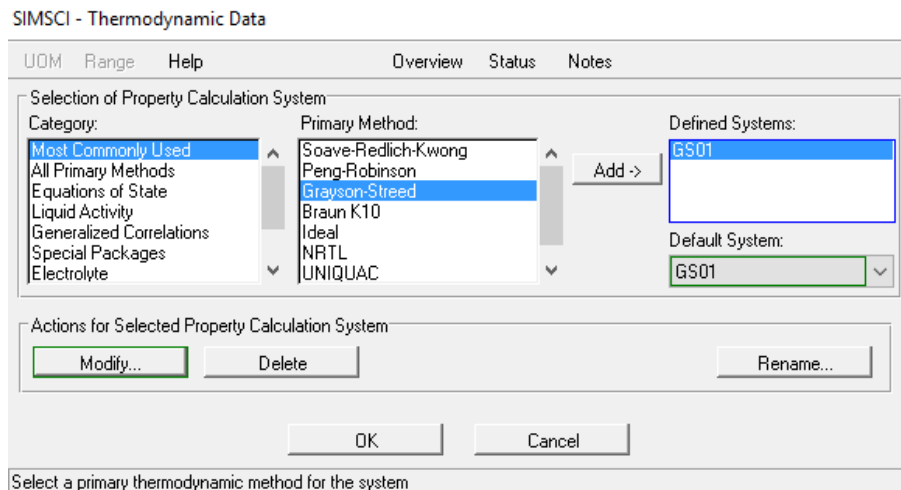 SIMSCI - Thermodynamic Data
UOM Range Help Overview Status Notes
Selection of Property Calculation System
Category:
Most Commonly Used
All Primary Methods
Equations of State
Liquid Activity
Generalized Correlations
Special Packages
Electrolyte
Primary Method:
Soave-Redlich-Kwong
Peng-Robinson
Grayson-Streed
Braun K10
Ideal
NRTL
UNIQUAC
Add ->
Defined Systems:
GS01
Default System:
GS01
Actions for Selected Property Calculation System
Modify... Delete Rename...
OK Cancel
Select a primary thermodynamic method for the system